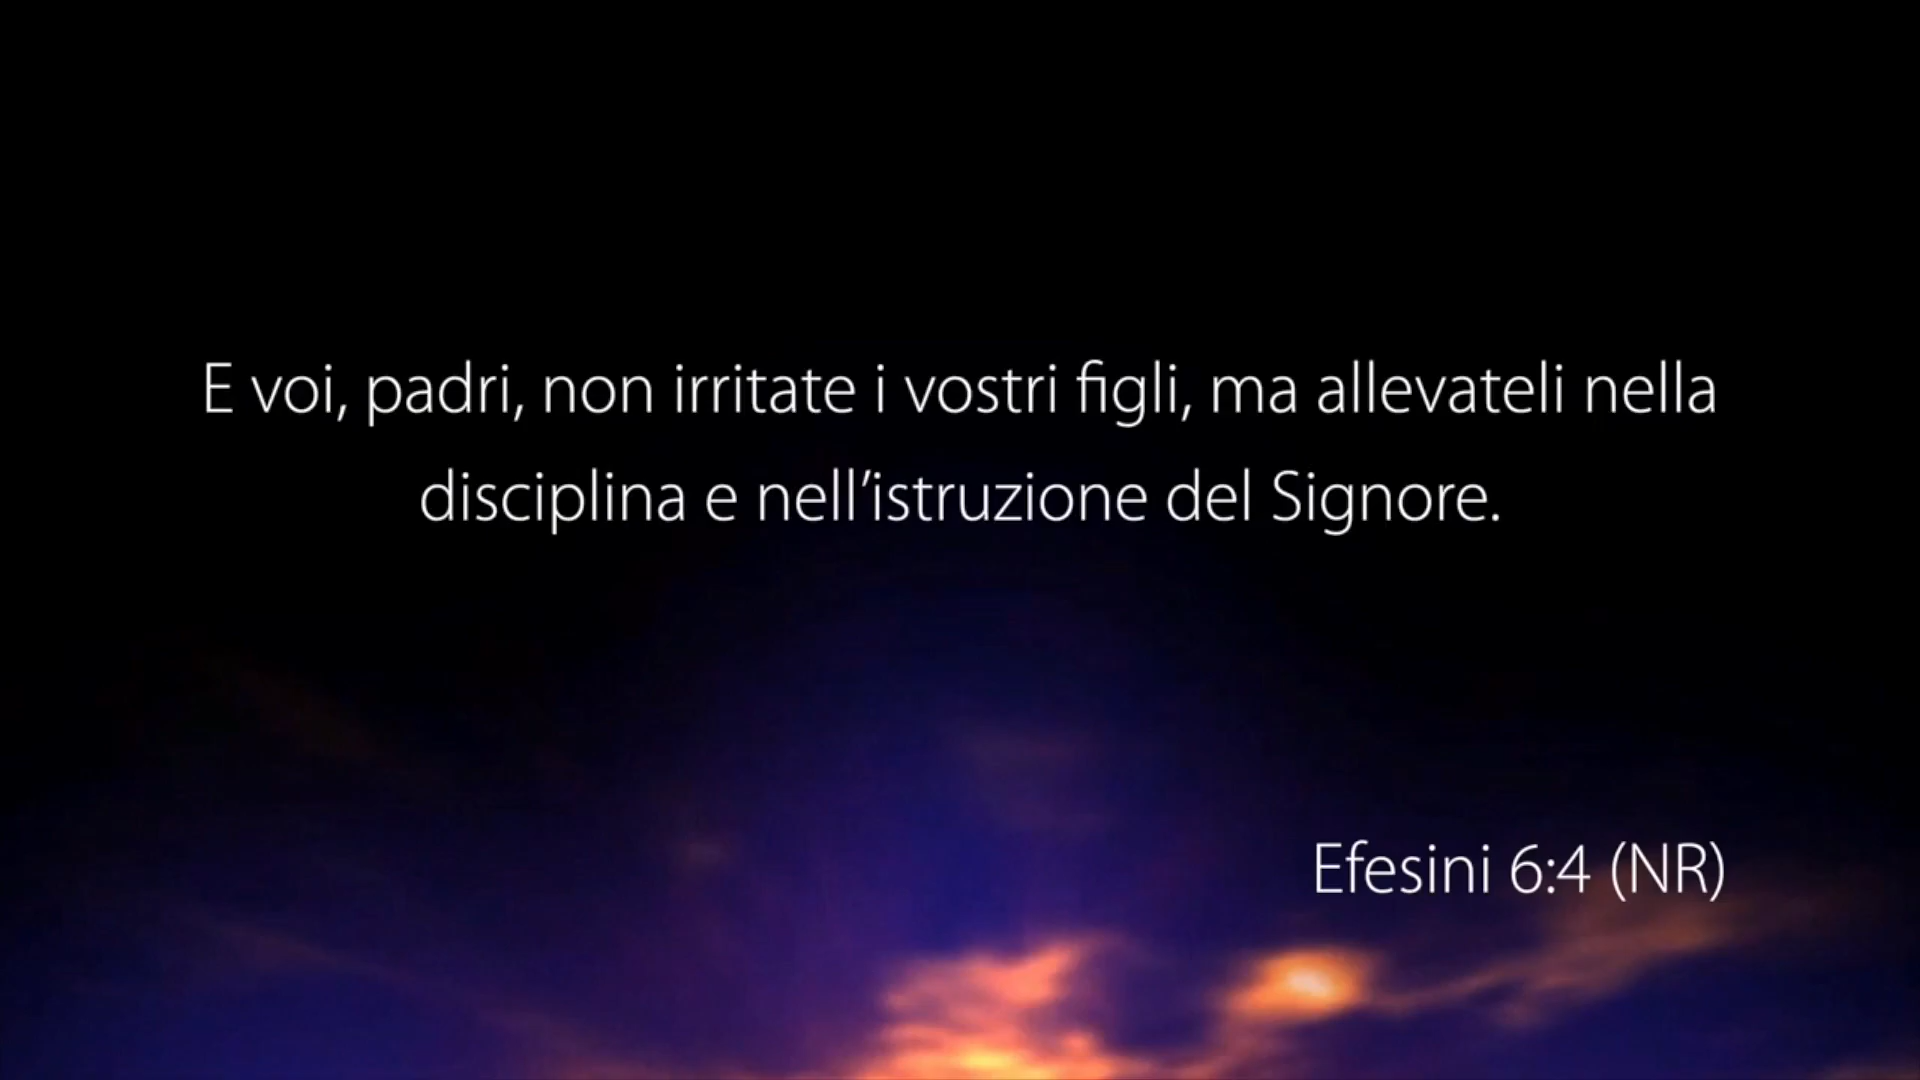 E voi, padri, non irritate i vostri figli, ma allevateli nella
disciplina e nell’istruzione del Signore.
Efesini 6:4 (NR)